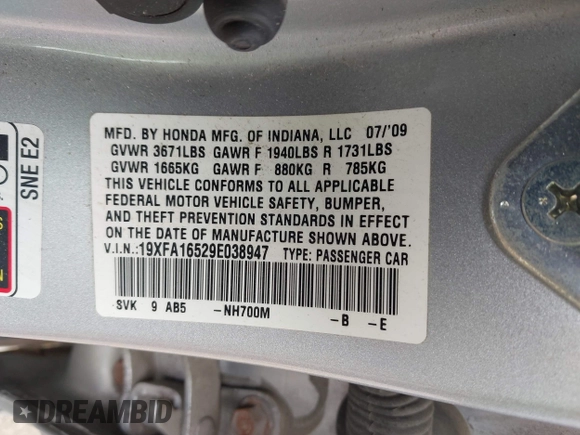 MFD. BY HONDA MFG. OF INDIANA, LLC 07/'09
GVWR 3671LBS GAWR F 1940LBS R 1731LBS
GVWR 1665KG GAWR F 880KG R 785KG
THIS VEHICLE CONFORMS TO ALL APPLICABLE
FEDERAL MOTOR VEHICLE SAFETY, BUMPER,
AND THEFT PREVENTION STANDARDS IN EFFECT
ON THE DATE OF MANUFACTURE SHOWN ABOVE.
V.I.N.:19XFA16529E038947 TYPE: PASSENGER CAR
SVK 9 AB5 -NH700M -B -E
SNE E2
S
N
DREAMBID